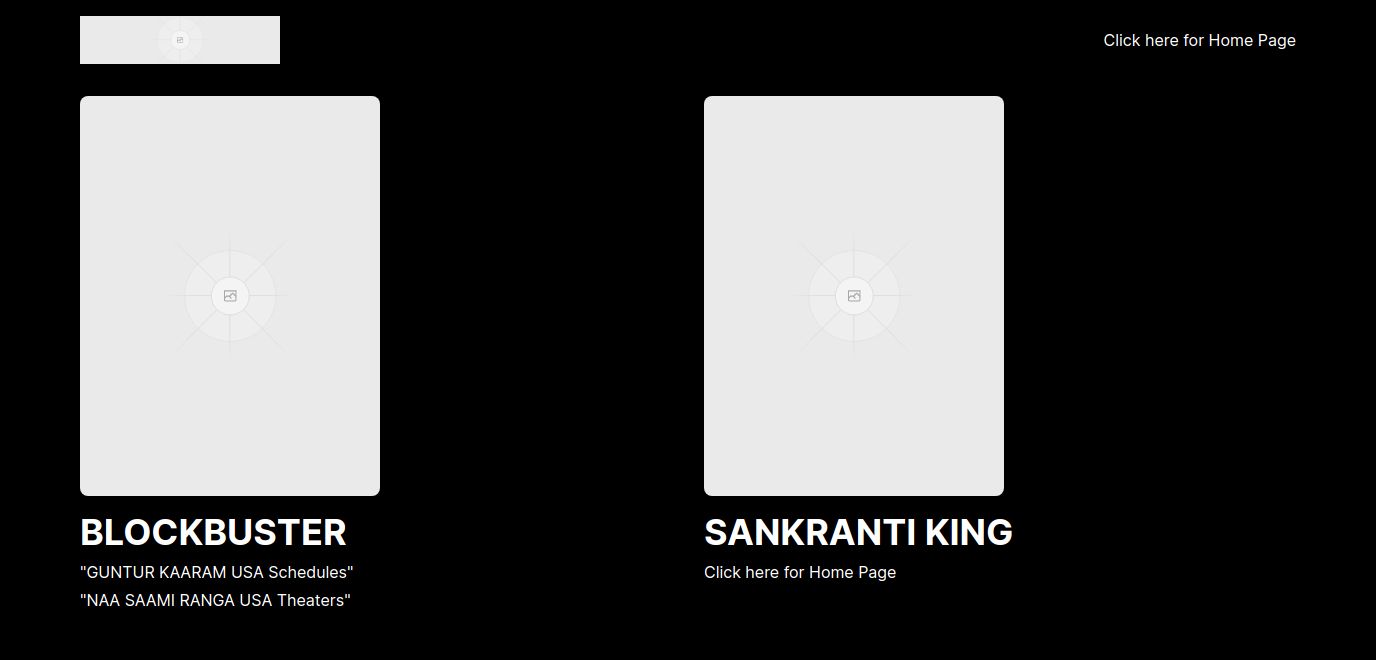 Click here for Home Page
BLOCKBUSTER
"GUNTUR KAARAM USA Schedules"
"NAA SAAMI RANGA USA Theaters"
SANKRANTI KING
Click here for Home Page